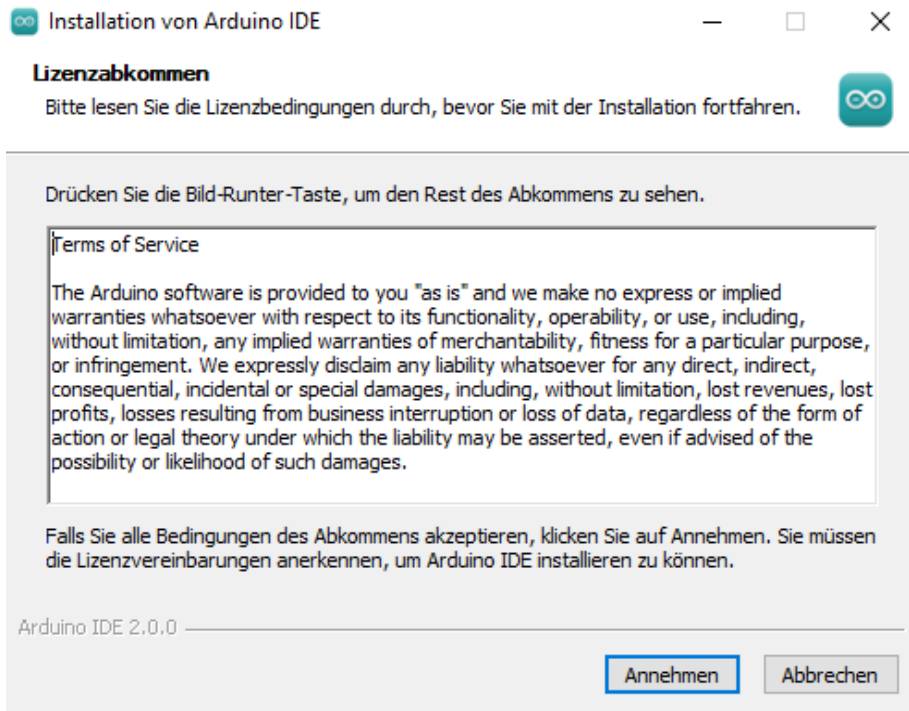 Installation von Arduino IDE
Lizenzabkommen
Bitte lesen Sie die Lizenzbedingungen durch, bevor Sie mit der Installation fortfahren.
Drücken Sie die Bild-Runter-Taste, um den Rest des Abkommens zu sehen.
Terms of Service
The Arduino software is provided to you "as is" and we make no express or implied
warranties whatsoever with respect to its functionality, operability, or use, including,
without limitation, any implied warranties of merchantability, fitness for a particular purpose,
or infringement. We expressly disclaim any liability whatsoever for any direct, indirect,
consequential, incidental or special damages, including, without limitation, lost revenues, lost
profits, losses resulting from business interruption or loss of data, regardless of the form of
action or legal theory under which the liability may be asserted, even if advised of the
possibility or likelihood of such damages.
Falls Sie alle Bedingungen des Abkommens akzeptieren, klicken Sie auf Annehmen. Sie müssen
die Lizenzvereinbarungen anerkennen, um Arduino IDE installieren zu können.
Arduino IDE 2.0.0
Annehmen Abbrechen